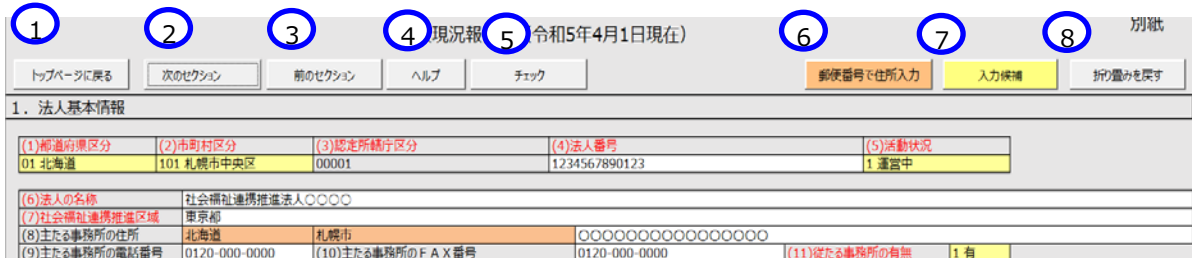 1 2 3 4 現況報 5 令和5年4月1日現在) 6 7 8 別紙
トップページに戻る 次のセクション 前のセクション ヘルプ チェック 郵便番号で住所入力 入力候補 折り畳みを戻す
1．法人基本情報
(1)都道府県区分 (2)市町村区分 (3)認定所轄庁区分 (4)法人番号 (5)活動状況
01 北海道 101 札幌市中央区 00001 1234567890123 1 運営中
(6)法人の名称 社会福祉連携推進法人○○○○
(7)社会福祉連携推進区域 東京都
(8)主たる事務所の住所 北海道 札幌市 ○○○○○○○○○○○○○○○○
(9)主たる事務所の電話番号 0120-000-0000 (10)主たる事務所のＦＡＸ番号 0120-000-0000 (11)従たる事務所の有無 1 有